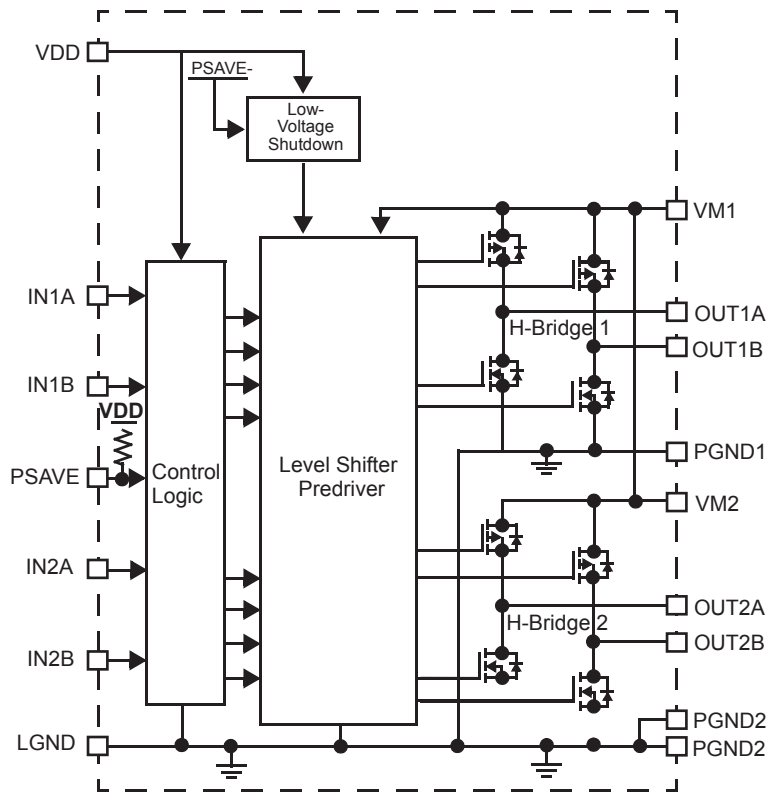 VDD
PSAVE-
Low-
Voltage
Shutdown
VM1
IN1A
OUT1A
H-Bridge 1
OUT1B
IN1B
VDD
PGND1
PSAVE
Control
Logic
Level Shifter
Predriver
VM2
IN2A
OUT2A
H-Bridge 2
OUT2B
IN2B
PGND2
LGND
PGND2